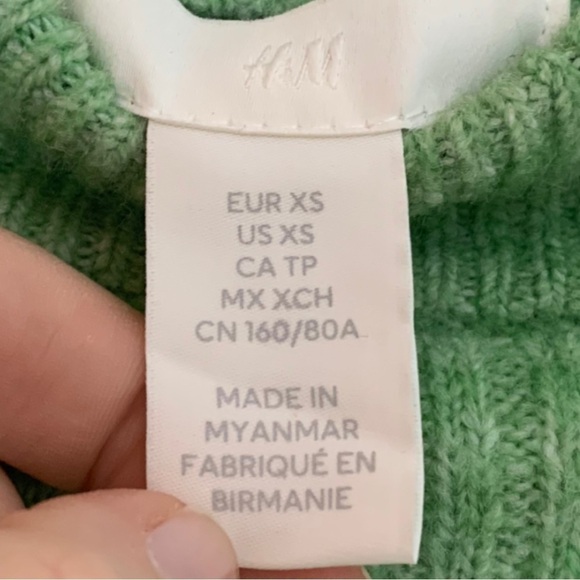 H&M
EUR XS
US XS
CA TP
MX XCH
CN 160/80A
MADE IN
MYANMAR
FABRIQUÉ EN
BIRMANIE